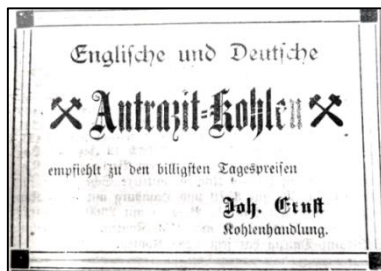 Englische und Deutsche
Antrazit-Kohlen
empfiehlt zu den billigsten Tagespreisen
Joh. Ernst
Kohlenhandlung.